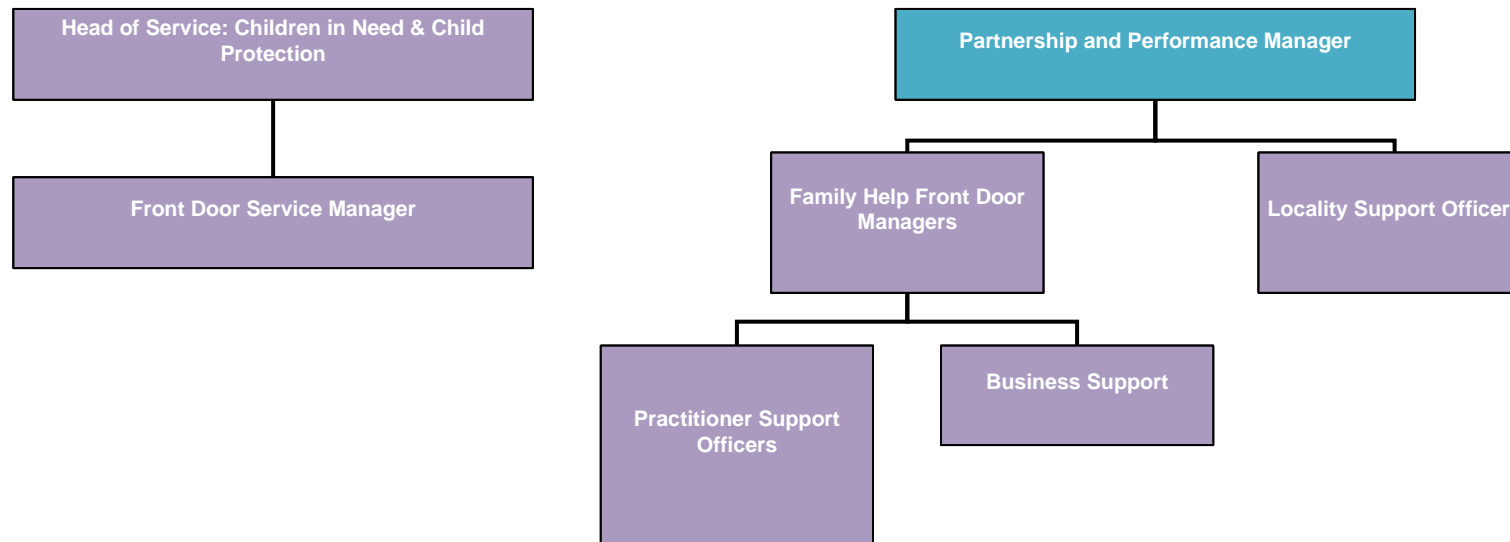 Head of Service: Children in Need & Child
Protection
Partnership and Performance Manager
Front Door Service Manager
Family Help Front Door
Managers
Locality Support Officer
Practitioner Support
Officers
Business Support